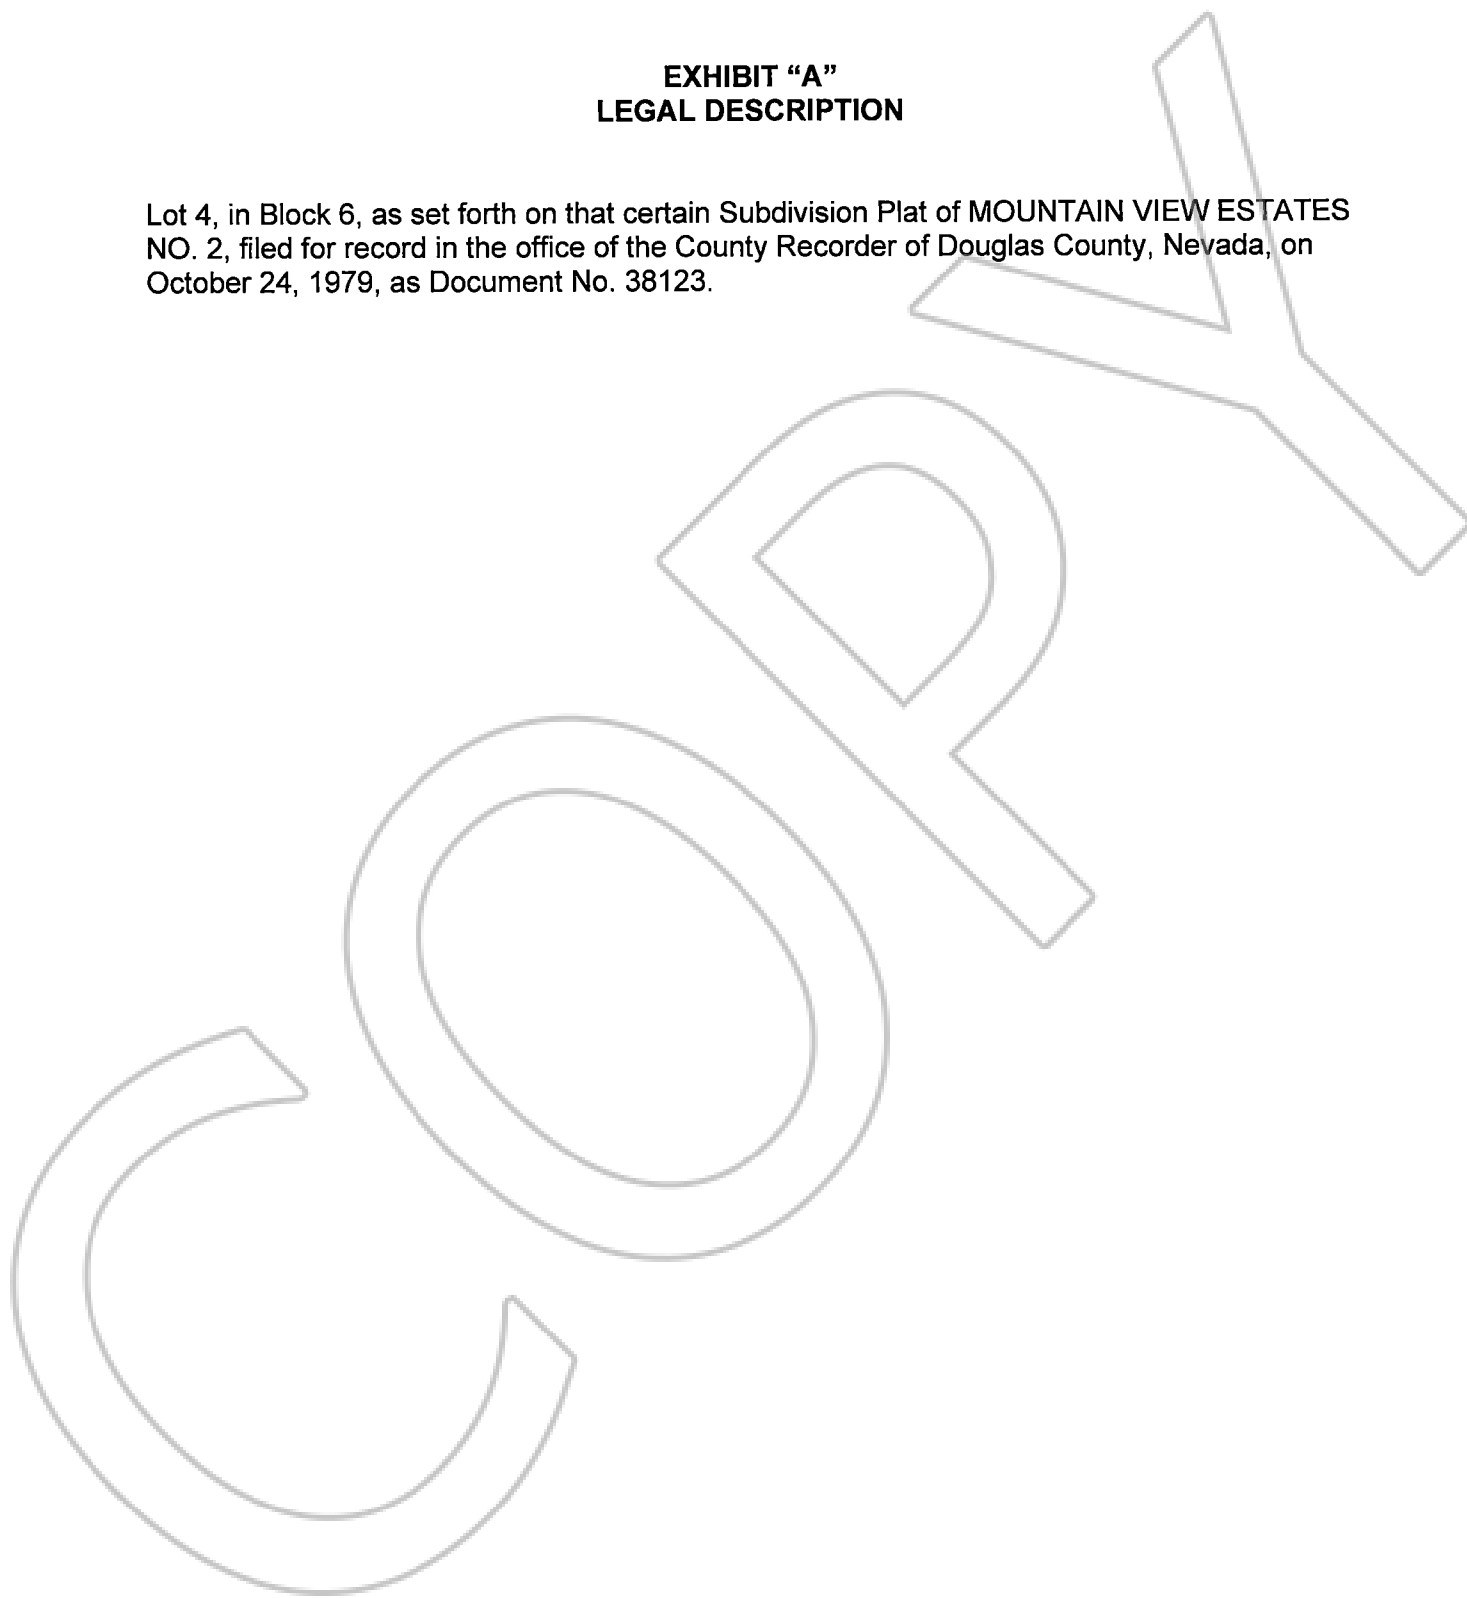 EXHIBIT “A”
LEGAL DESCRIPTION
Lot 4, in Block 6, as set forth on that certain Subdivision Plat of MOUNTAIN VIEW ESTATES
NO. 2, filed for record in the office of the County Recorder of Douglas County, Nevada, on
October 24, 1979, as Document No. 38123.
COPY